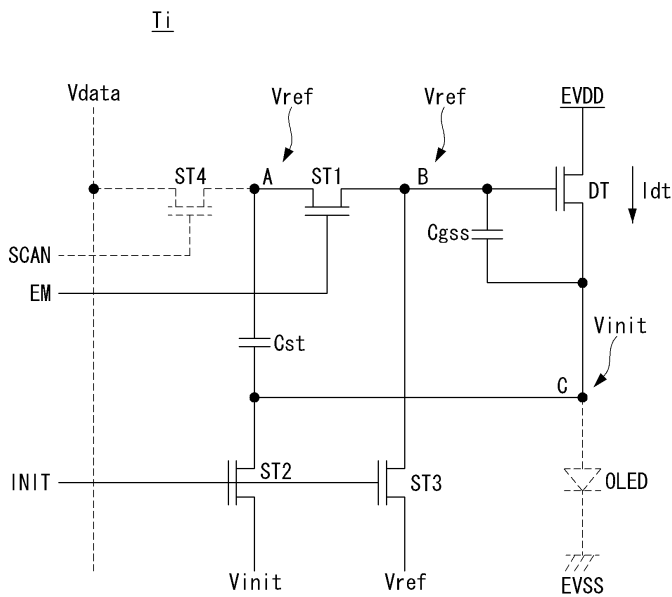 Ti
Vdata
Vref
Vref
EVDD
ST4
A
ST1
B
DT
Idt
Cgss
SCAN
EM
Vinit
Cst
C
INIT
ST2
ST3
OLED
Vinit
Vref
EVSS